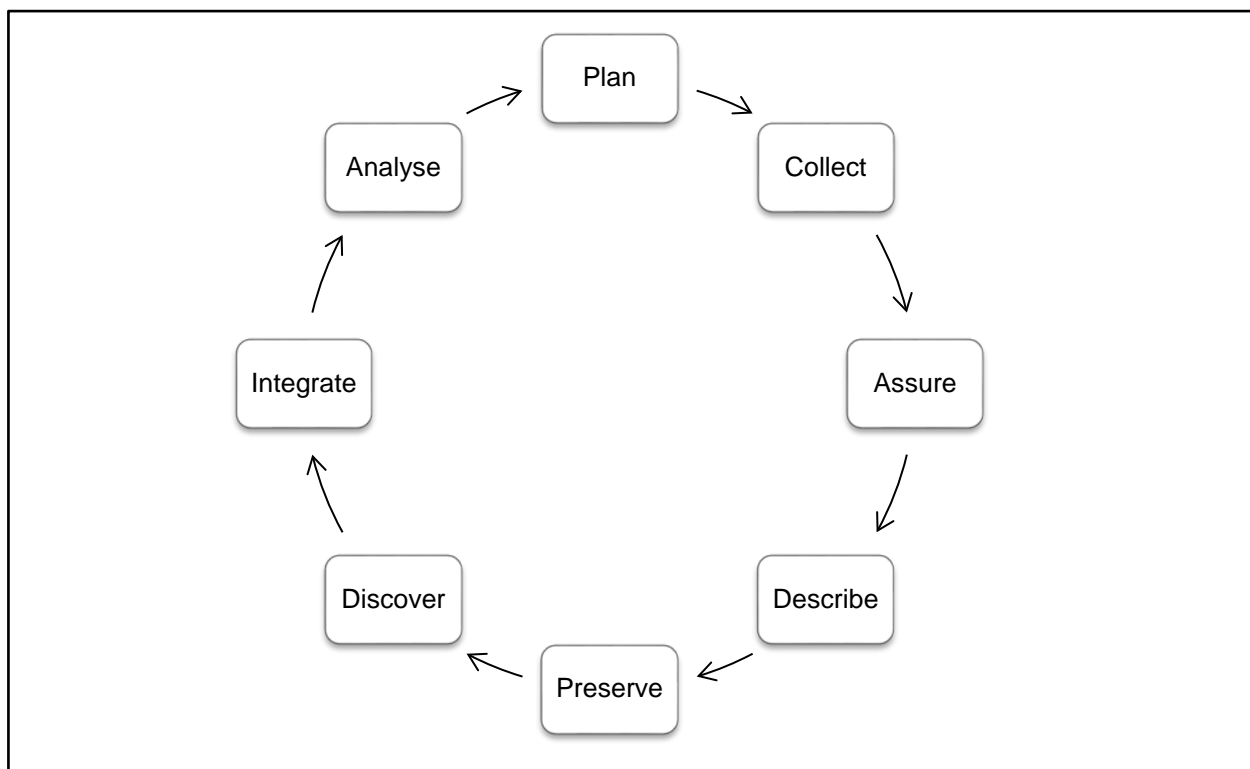 Plan
Collect
Assure
Describe
Preserve
Discover
Integrate
Analyse